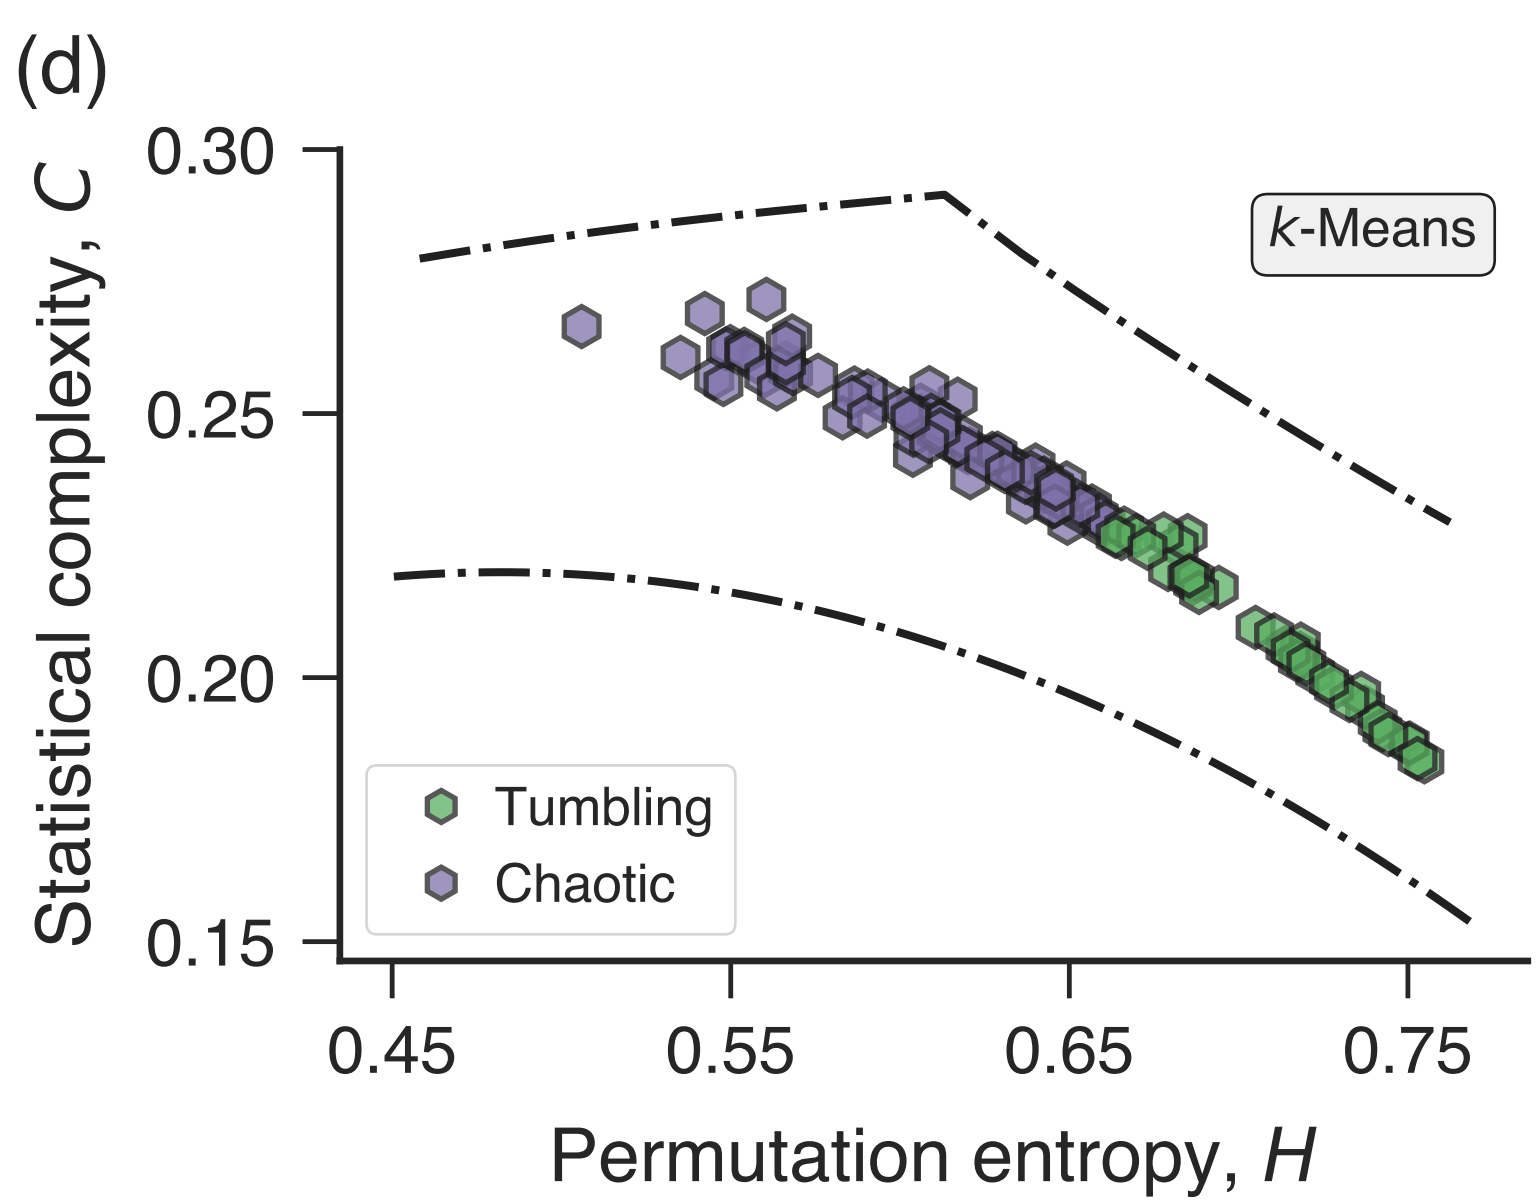 (d)
Statistical complexity, C
0.30
0.25
0.20
0.15
k-Means
Tumbling
Chaotic
0.45
0.55
0.65
0.75
Permutation entropy, H